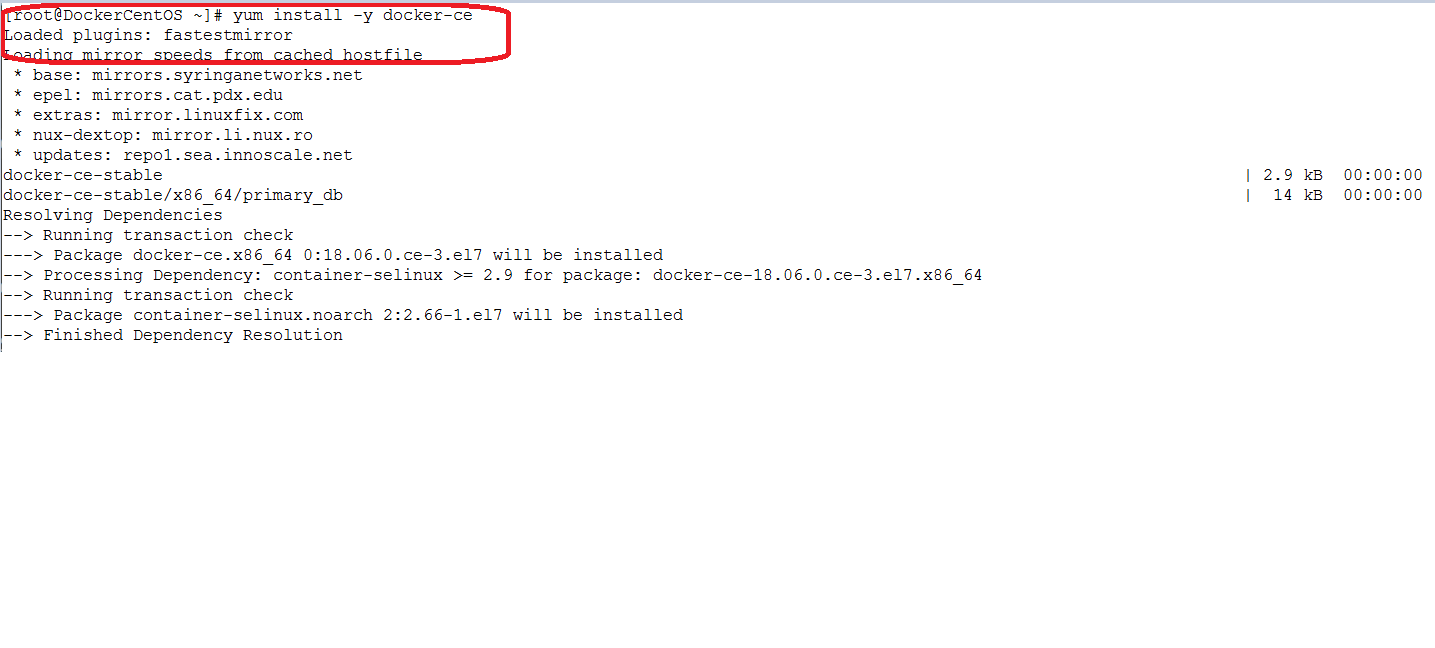 [root@DockerCentOS ~]# yum install -y docker-ce
Loaded plugins: fastestmirror
Loading mirror speeds from cached hostfile
 * base: mirrors.syringanetworks.net
 * epel: mirrors.cat.pdx.edu
 * extras: mirror.linuxfix.com
 * nux-dextop: mirror.li.nux.ro
 * updates: repo1.sea.innoscale.net
docker-ce-stable | 2.9 kB 00:00:00
docker-ce-stable/x86_64/primary_db | 14 kB 00:00:00
Resolving Dependencies
--> Running transaction check
---> Package docker-ce.x86_64 0:18.06.0.ce-3.el7 will be installed
--> Processing Dependency: container-selinux >= 2.9 for package: docker-ce-18.06.0.ce-3.el7.x86_64
--> Running transaction check
---> Package container-selinux.noarch 2:2.66-1.el7 will be installed
--> Finished Dependency Resolution